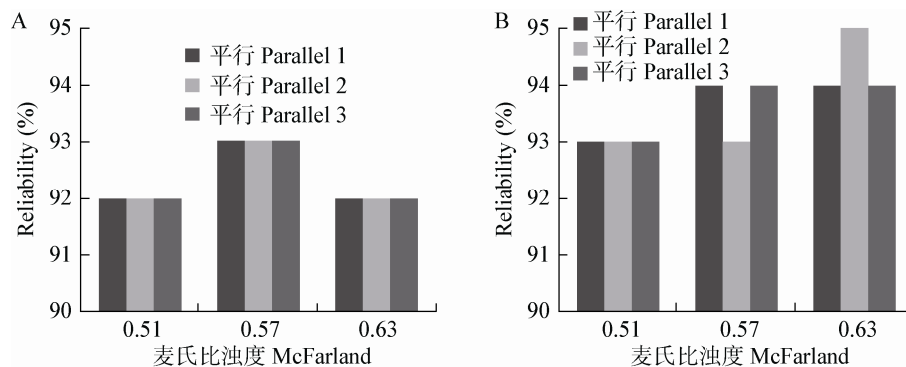 A
95
94
93
92
91
90
Reliability (%)
平行 Parallel 1
平行 Parallel 2
平行 Parallel 3
0.51
0.57
0.63
麦氏比浊度 McFarland
B
95
94
93
92
91
90
Reliability (%)
平行 Parallel 1
平行 Parallel 2
平行 Parallel 3
0.51
0.57
0.63
麦氏比浊度 McFarland